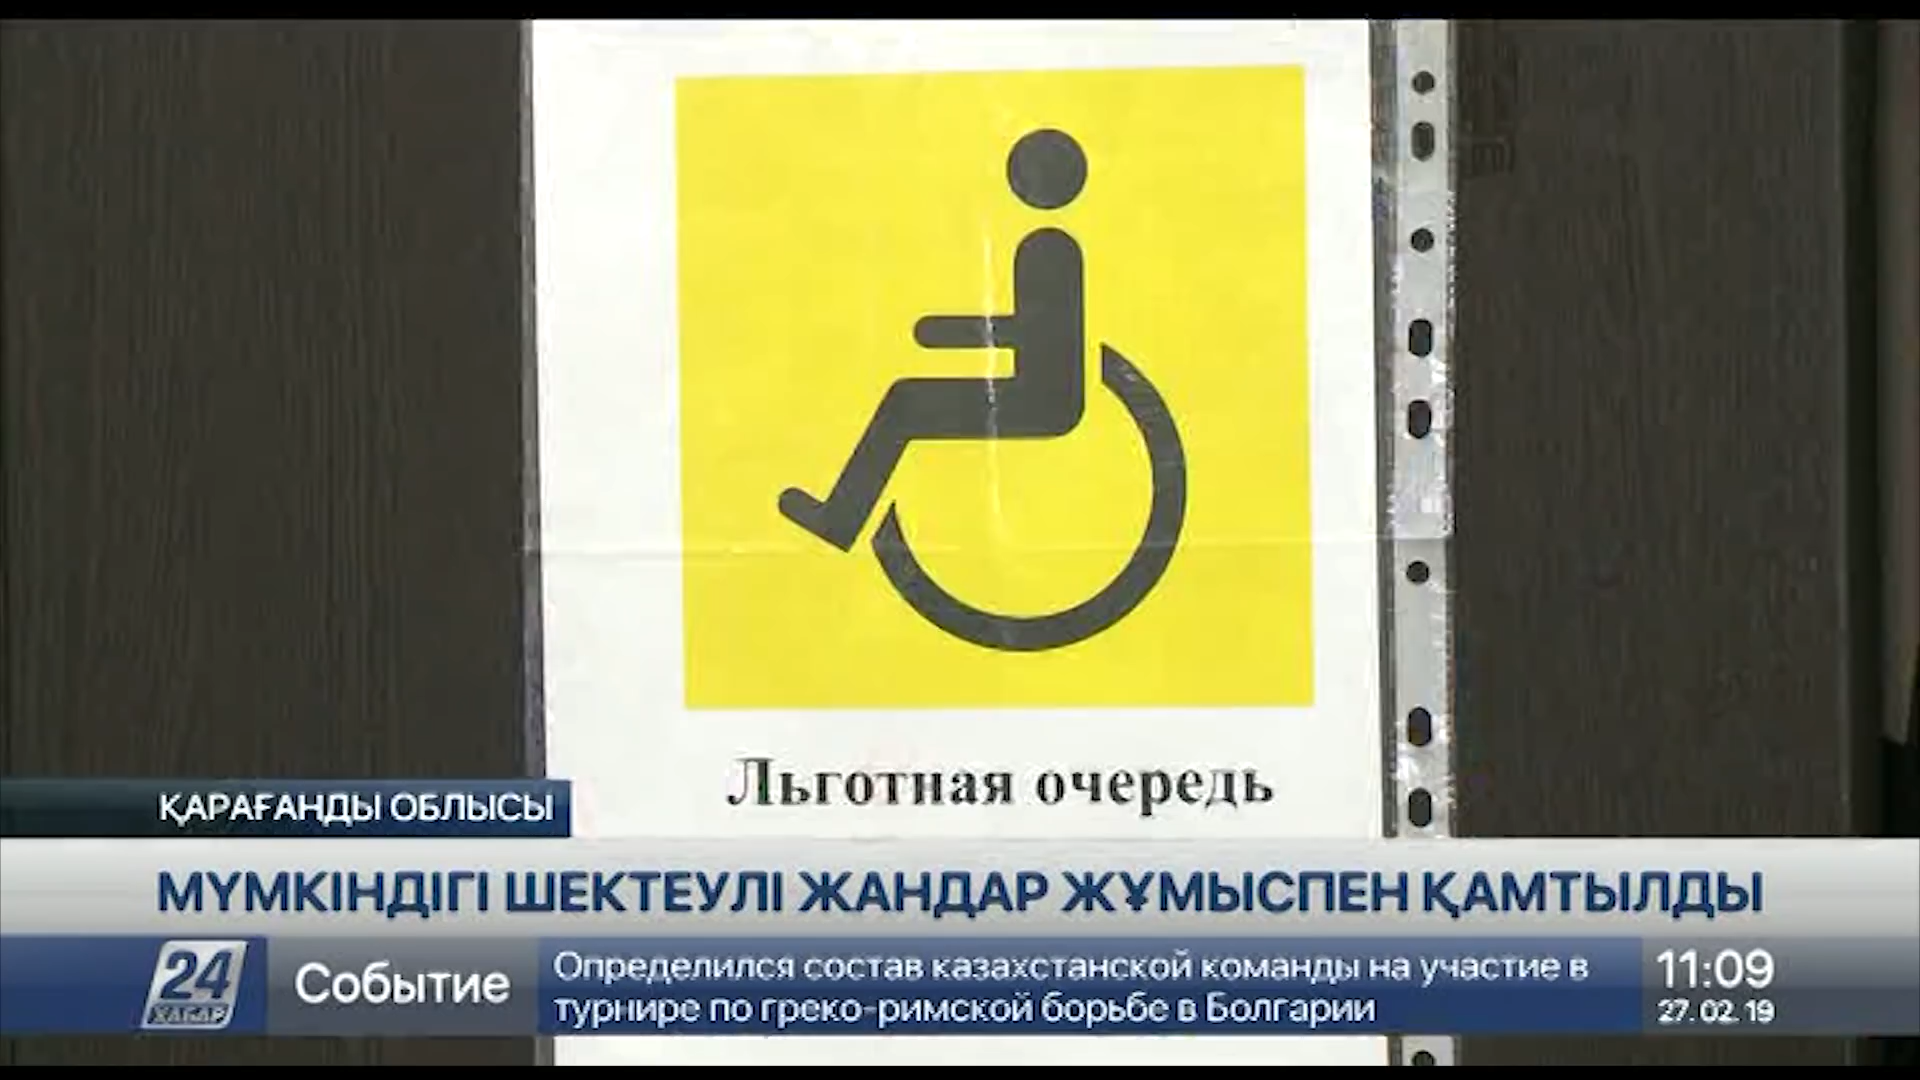 Льготная очередь
ҚАРАҒАНДЫ ОБЛЫСЫ
МҮМКІНДІГІ ШЕКТЕУЛІ ЖАНДАР ЖҰМЫСПЕН ҚАМТЫЛДЫ
24
ХАБАР
Событие
Определился состав казахстанской команды на участие в
турнире по греко-римской борьбе в Болгарии
11:09
27. 02. 19